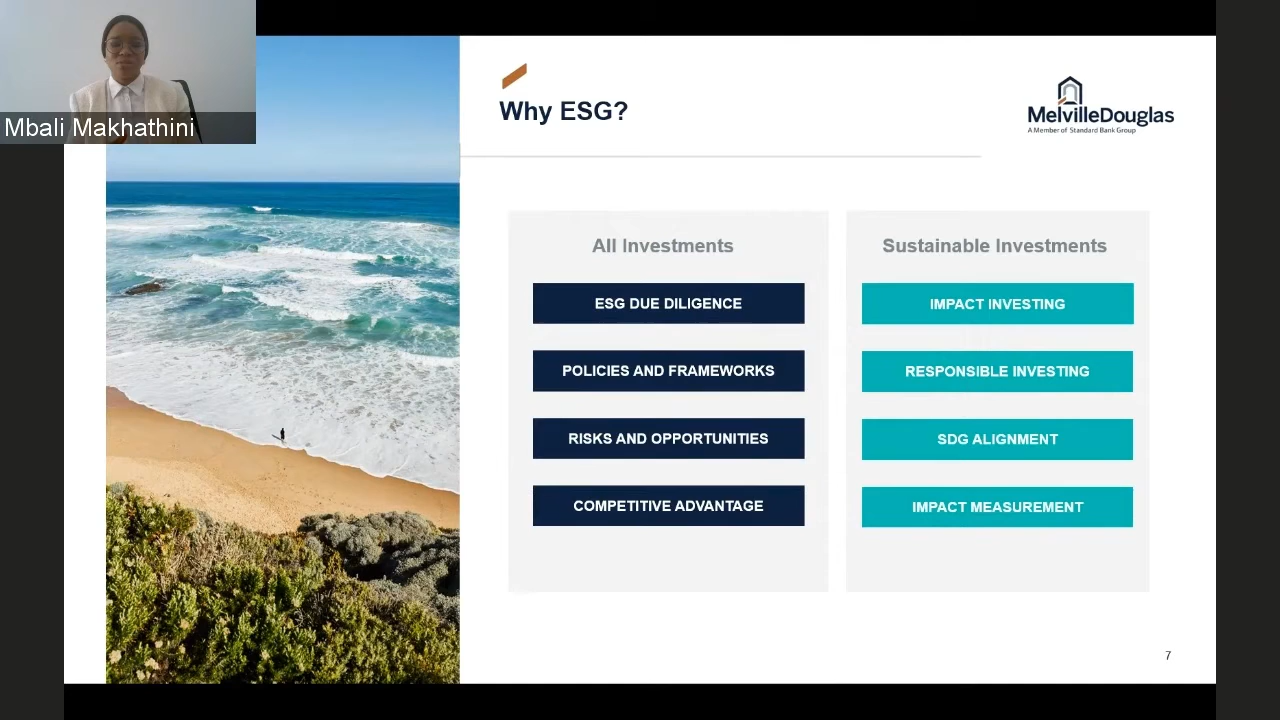 Mbali Makhathini
Why ESG?
MelvilleDouglas
A Member of Standard Bank Group
All Investments
ESG DUE DILIGENCE
POLICIES AND FRAMEWORKS
RISKS AND OPPORTUNITIES
COMPETITIVE ADVANTAGE
Sustainable Investments
IMPACT INVESTING
RESPONSIBLE INVESTING
SDG ALIGNMENT
IMPACT MEASUREMENT
7